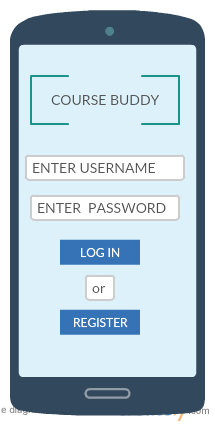 COURSE BUDDY
ENTER USERNAME
ENTER PASSWORD
LOG IN
or
REGISTER